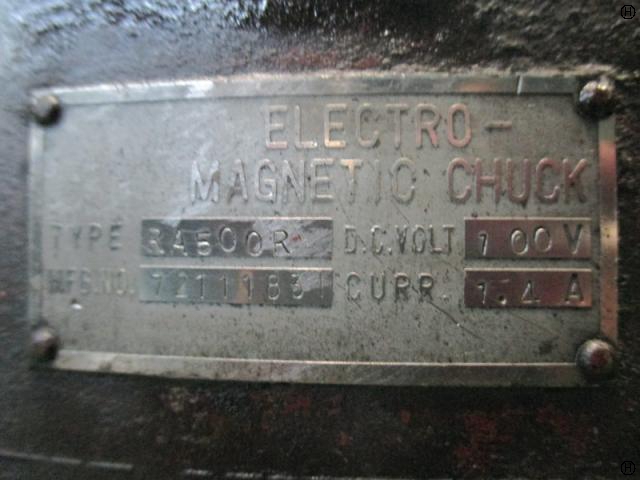 ELECTRO-
MAGNETIC CHUCK
TYPE RA500R D.C.VOLT 100V
MFG.NO. 7211183 CURR. 1.4 A